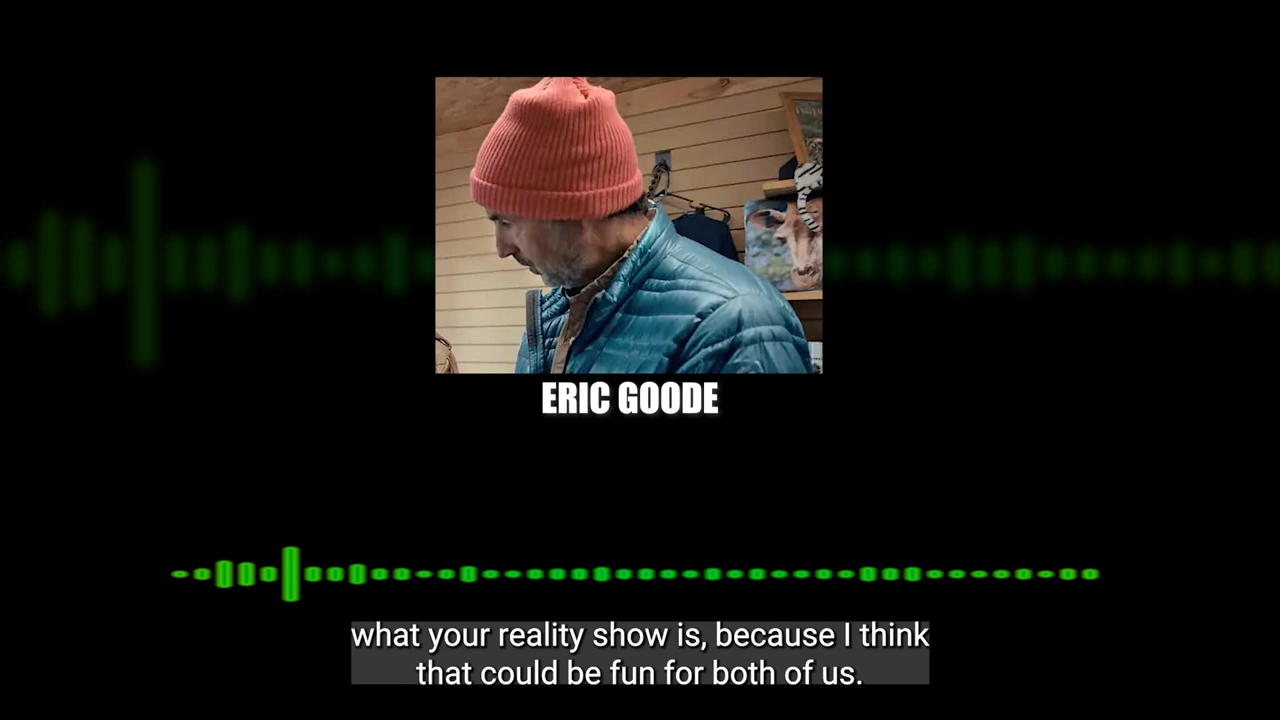 ERIC GOODE
what your reality show is, because I think
that could be fun for both of us.